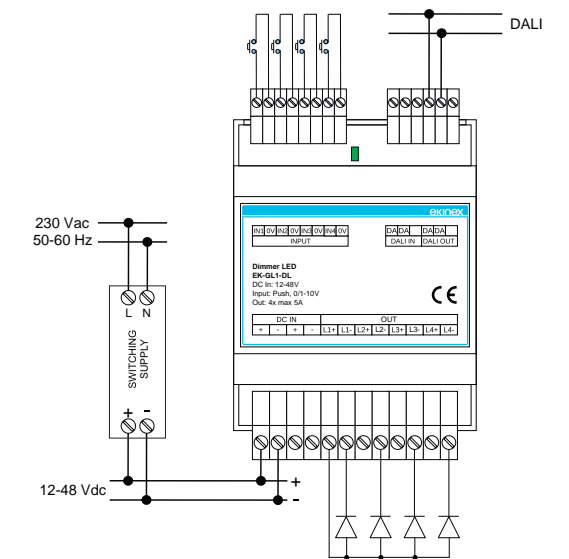 DALI
230 Vac
50-60 Hz
ekinex
IN1 0V IN2 0V IN3 0V IN4 0V
INPUT
DA DA DA DA
DALI IN DALI OUT
Dimmer LED
EK-GL1-DL
DC In: 12-48V
Input: Push, 0/1-10V
Out: 4x max 5A
CE
DC IN OUT
+ - + - L1+ L1- L2+ L2- L3+ L3- L4+ L4-
L N
SWITCHING
SUPPLY
+ -
12-48 Vdc
+
-